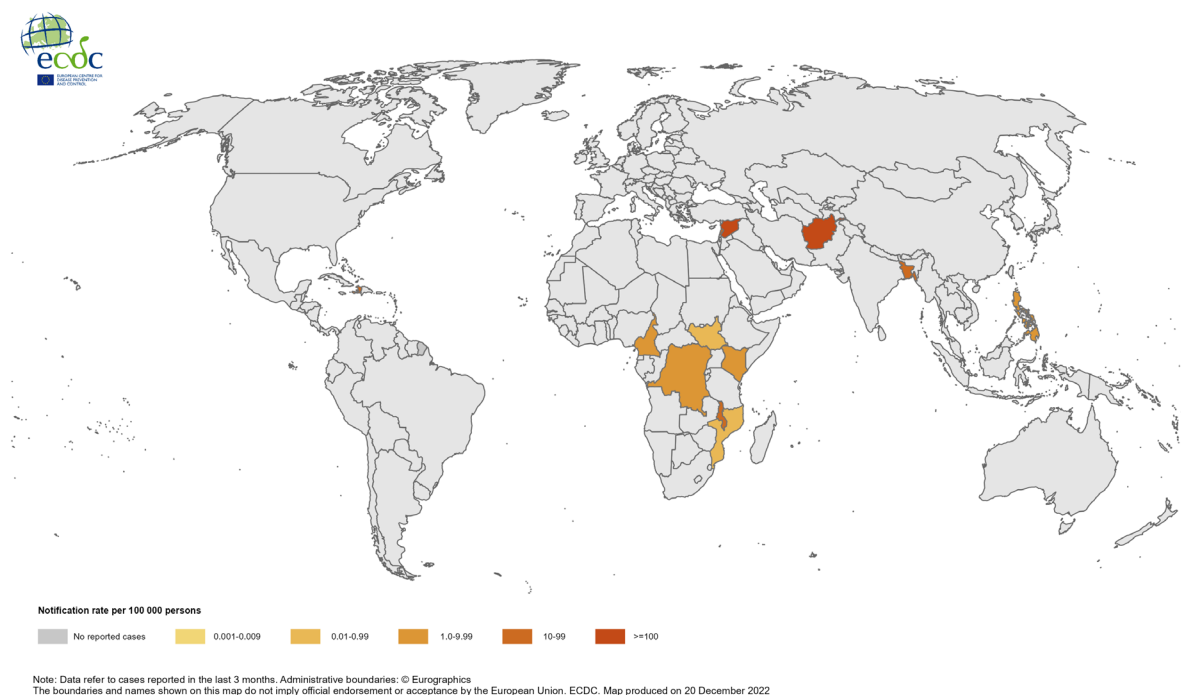 ecdc
EUROPEAN CENTRE FOR
DISEASE PREVENTION
AND CONTROL
Notification rate per 100 000 persons
No reported cases
0.001-0.009
0.01-0.99
1.0-9.99
10-99
>=100
Note: Data refer to cases reported in the last 3 months. Administrative boundaries: © Eurographics
The boundaries and names shown on this map do not imply official endorsement or acceptance by the European Union. ECDC. Map produced on 20 December 2022